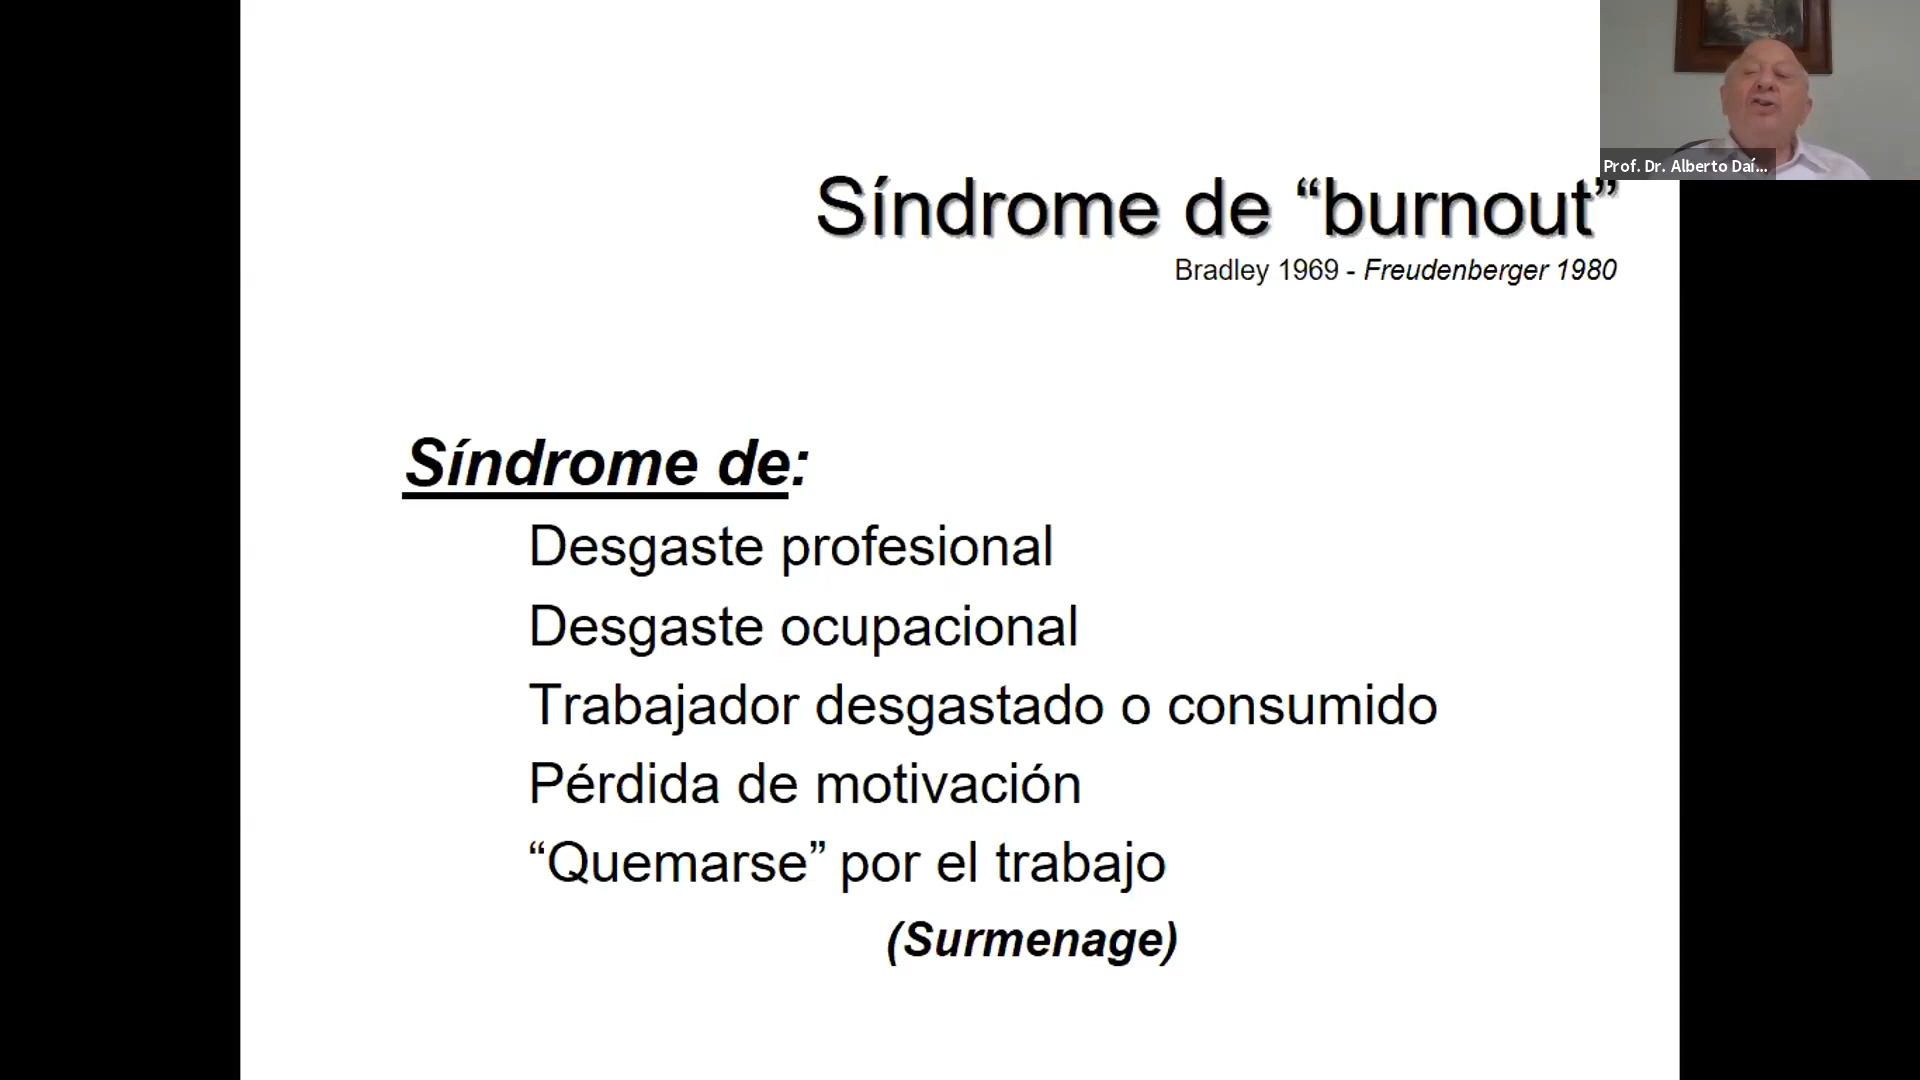 Prof. Dr. Alberto Daí...
Síndrome de “burnout”
Bradley 1969 - Freudenberger 1980
Síndrome de:
Desgaste profesional
Desgaste ocupacional
Trabajador desgastado o consumido
Pérdida de motivación
“Quemarse” por el trabajo
(Surmenage)